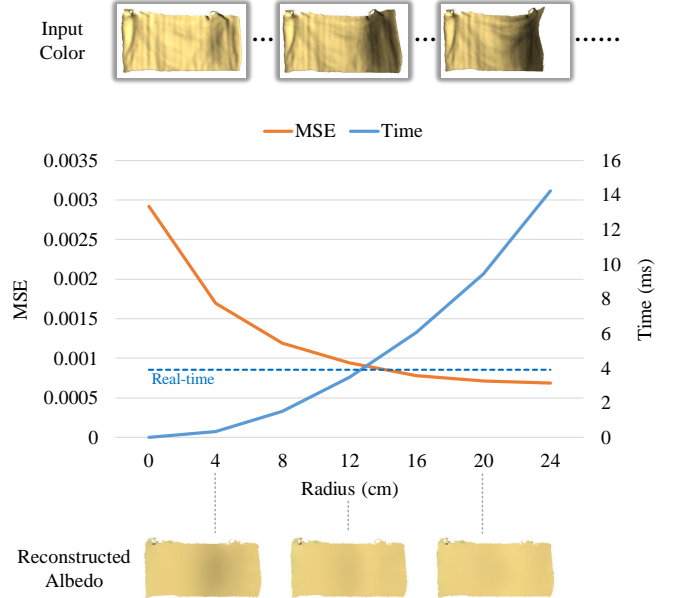 Input
Color
... ... ......
MSE Time
0.0035
0.003
0.0025
0.002
0.0015
0.001
0.0005
0
MSE
16
14
12
10
8
6
4
2
0
Time (ms)
Real-time
0 4 8 12 16 20 24
Radius (cm)
Reconstructed
Albedo